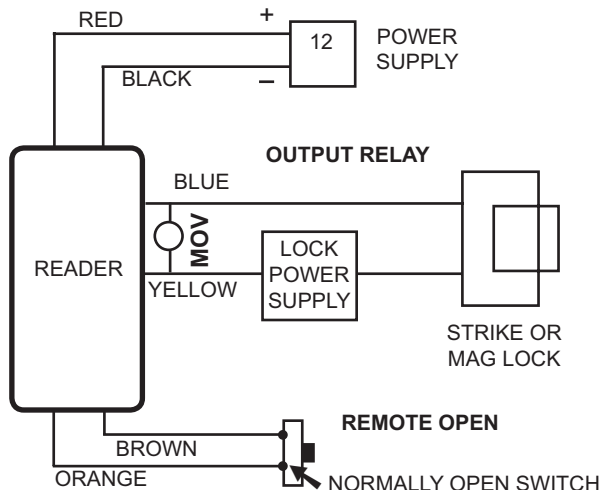 RED
+
12
POWER
SUPPLY
BLACK
–
OUTPUT RELAY
BLUE
MOV
READER
LOCK
POWER
SUPPLY
YELLOW
STRIKE OR
MAG LOCK
REMOTE OPEN
BROWN
ORANGE
NORMALLY OPEN SWITCH